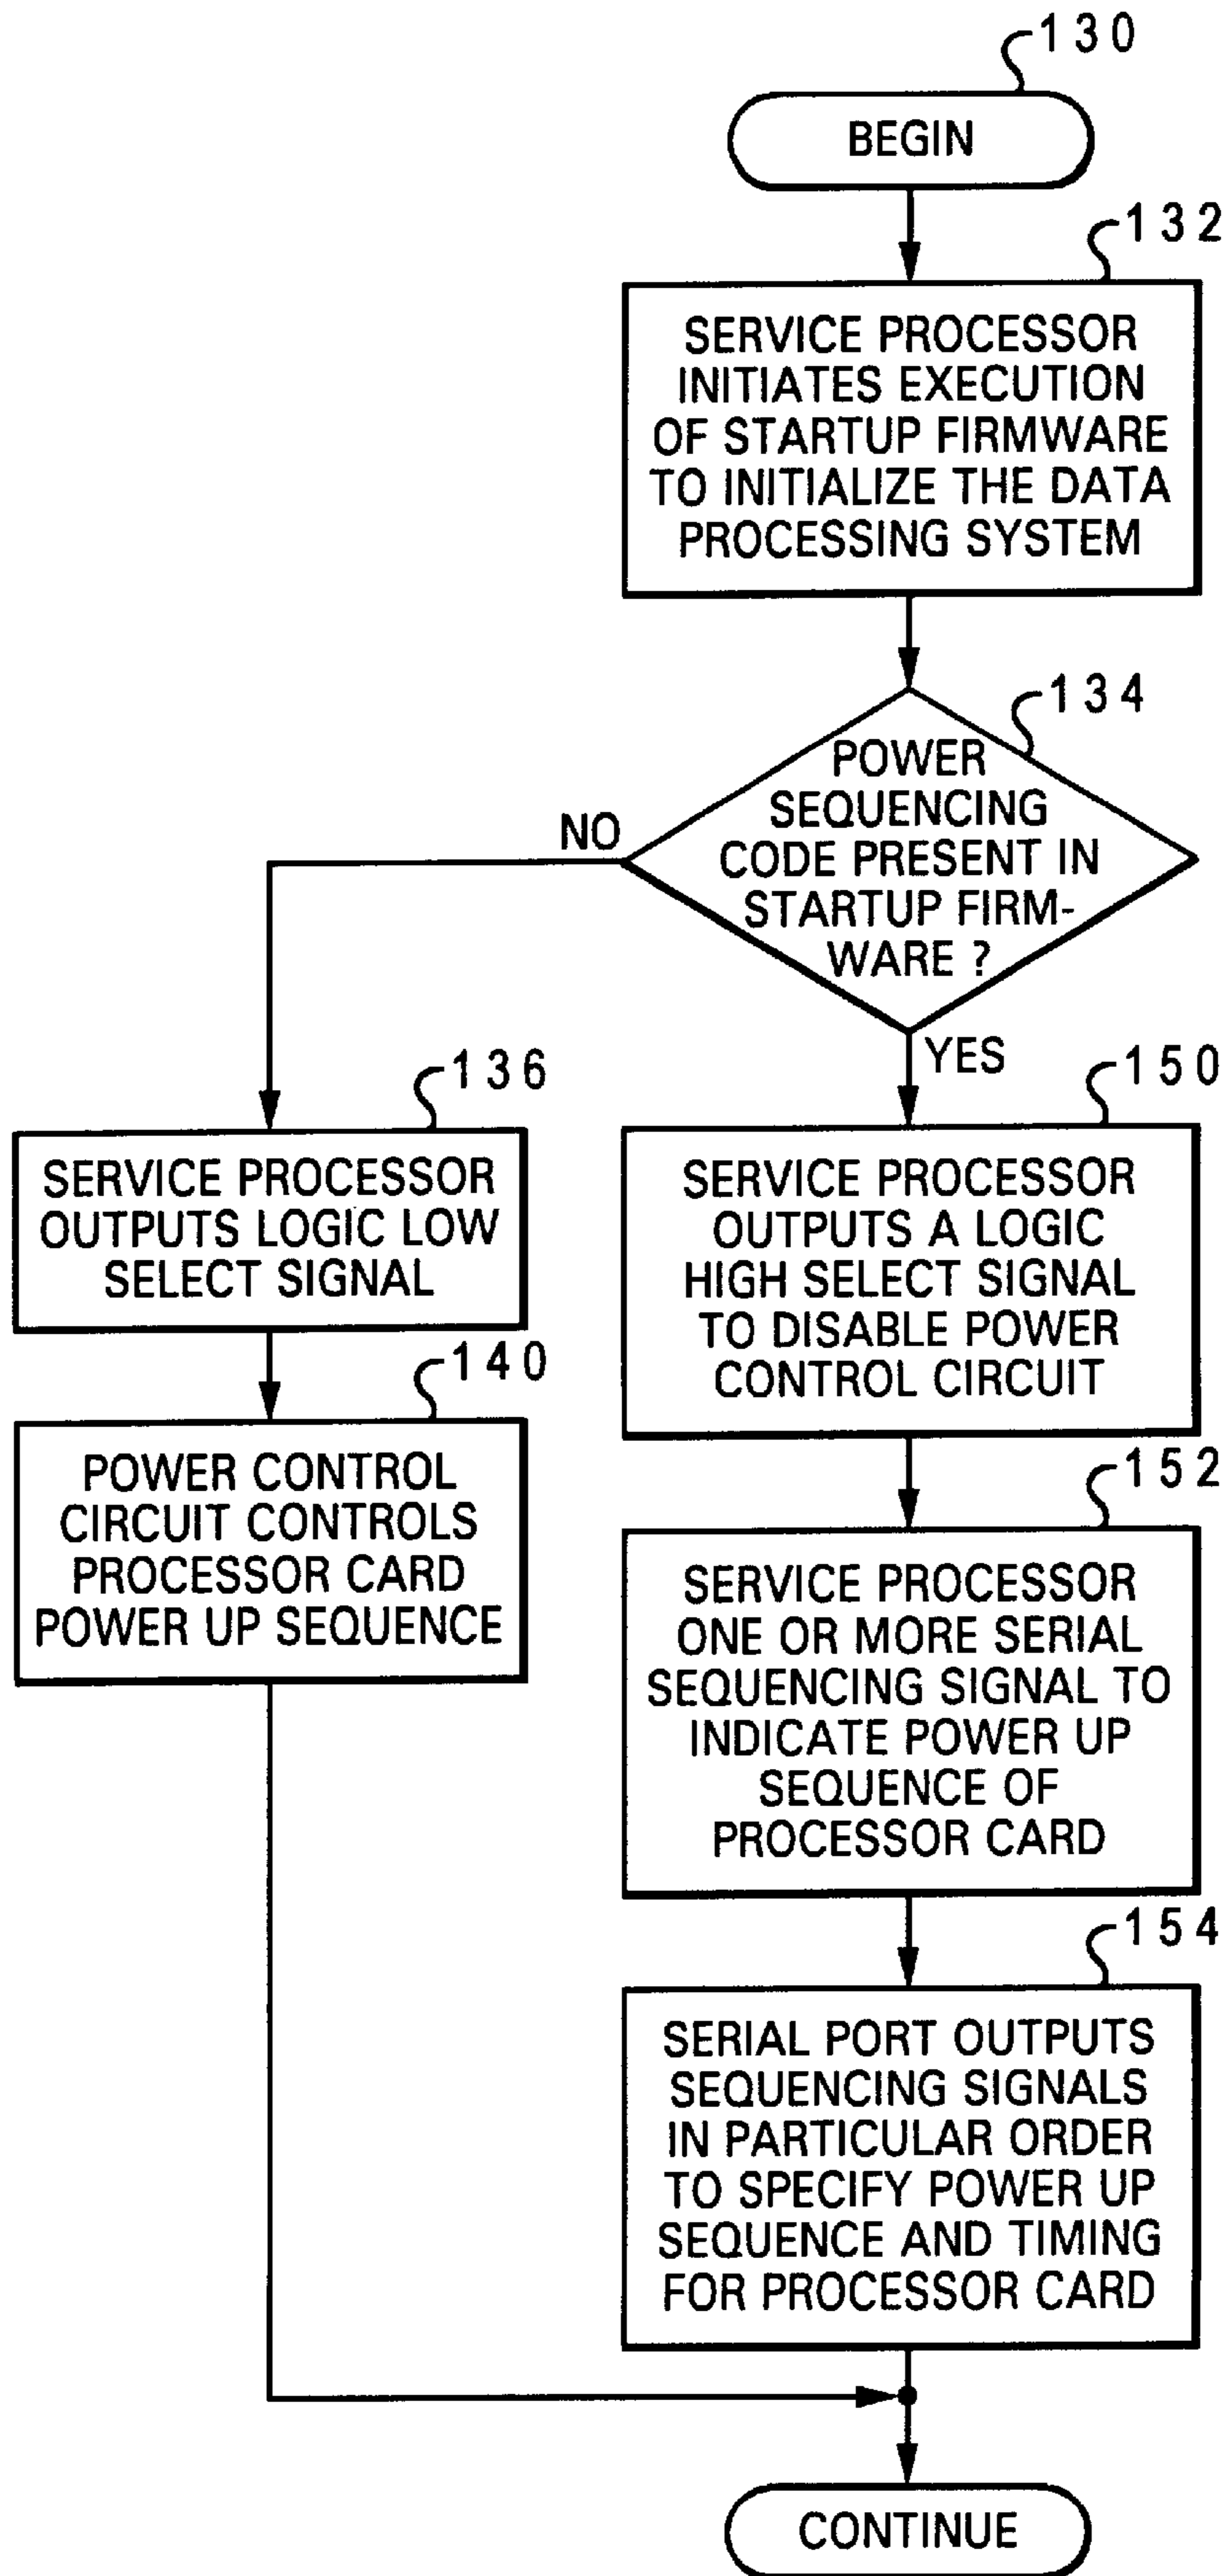 130
BEGIN
132
SERVICE PROCESSOR
INITIATES EXECUTION
OF STARTUP FIRMWARE
TO INITIALIZE THE DATA
PROCESSING SYSTEM
134
POWER
SEQUENCING
CODE PRESENT IN
STARTUP FIRM-
WARE ?
NO
YES
136
SERVICE PROCESSOR
OUTPUTS LOGIC LOW
SELECT SIGNAL
140
POWER CONTROL
CIRCUIT CONTROLS
PROCESSOR CARD
POWER UP SEQUENCE
150
SERVICE PROCESSOR
OUTPUTS A LOGIC
HIGH SELECT SIGNAL
TO DISABLE POWER
CONTROL CIRCUIT
152
SERVICE PROCESSOR
ONE OR MORE SERIAL
SEQUENCING SIGNAL TO
INDICATE POWER UP
SEQUENCE OF
PROCESSOR CARD
154
SERIAL PORT OUTPUTS
SEQUENCING SIGNALS
IN PARTICULAR ORDER
TO SPECIFY POWER UP
SEQUENCE AND TIMING
FOR PROCESSOR CARD
CONTINUE